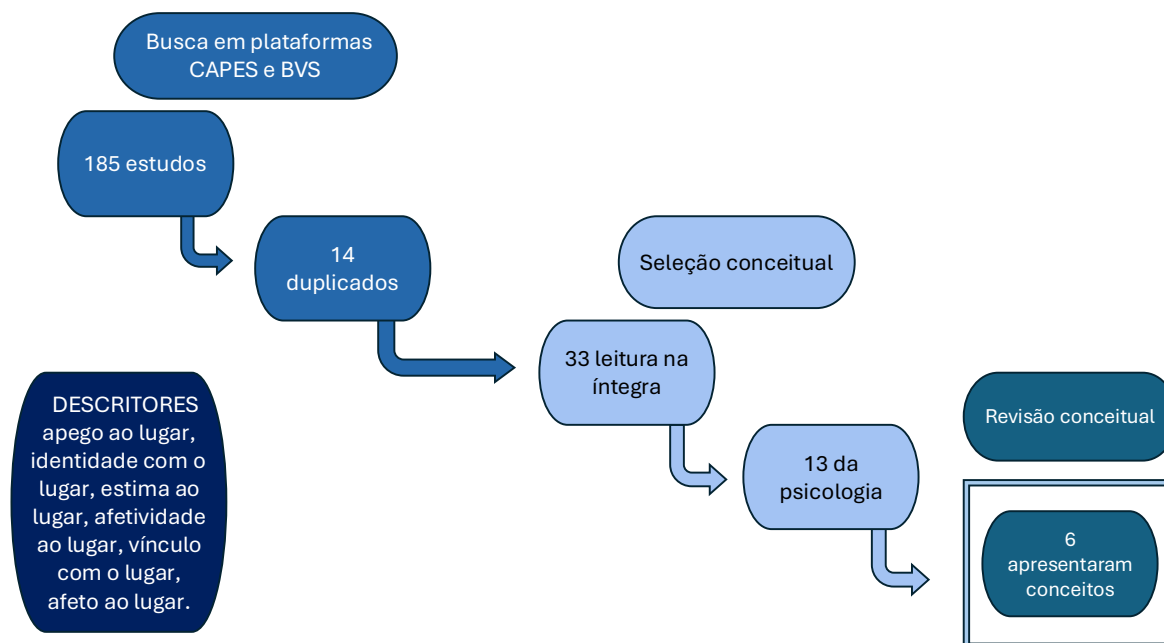 Busca em plataformas
CAPES e BVS
185 estudos
14
duplicados
Seleção conceitual
33 leitura na
íntegra
DESCRITORES
apego ao lugar,
identidade com o
lugar, estima ao
lugar, afetividade
ao lugar, vínculo
com o lugar,
afeto ao lugar.
13 da
psicologia
Revisão conceitual
6
apresentaram
conceitos